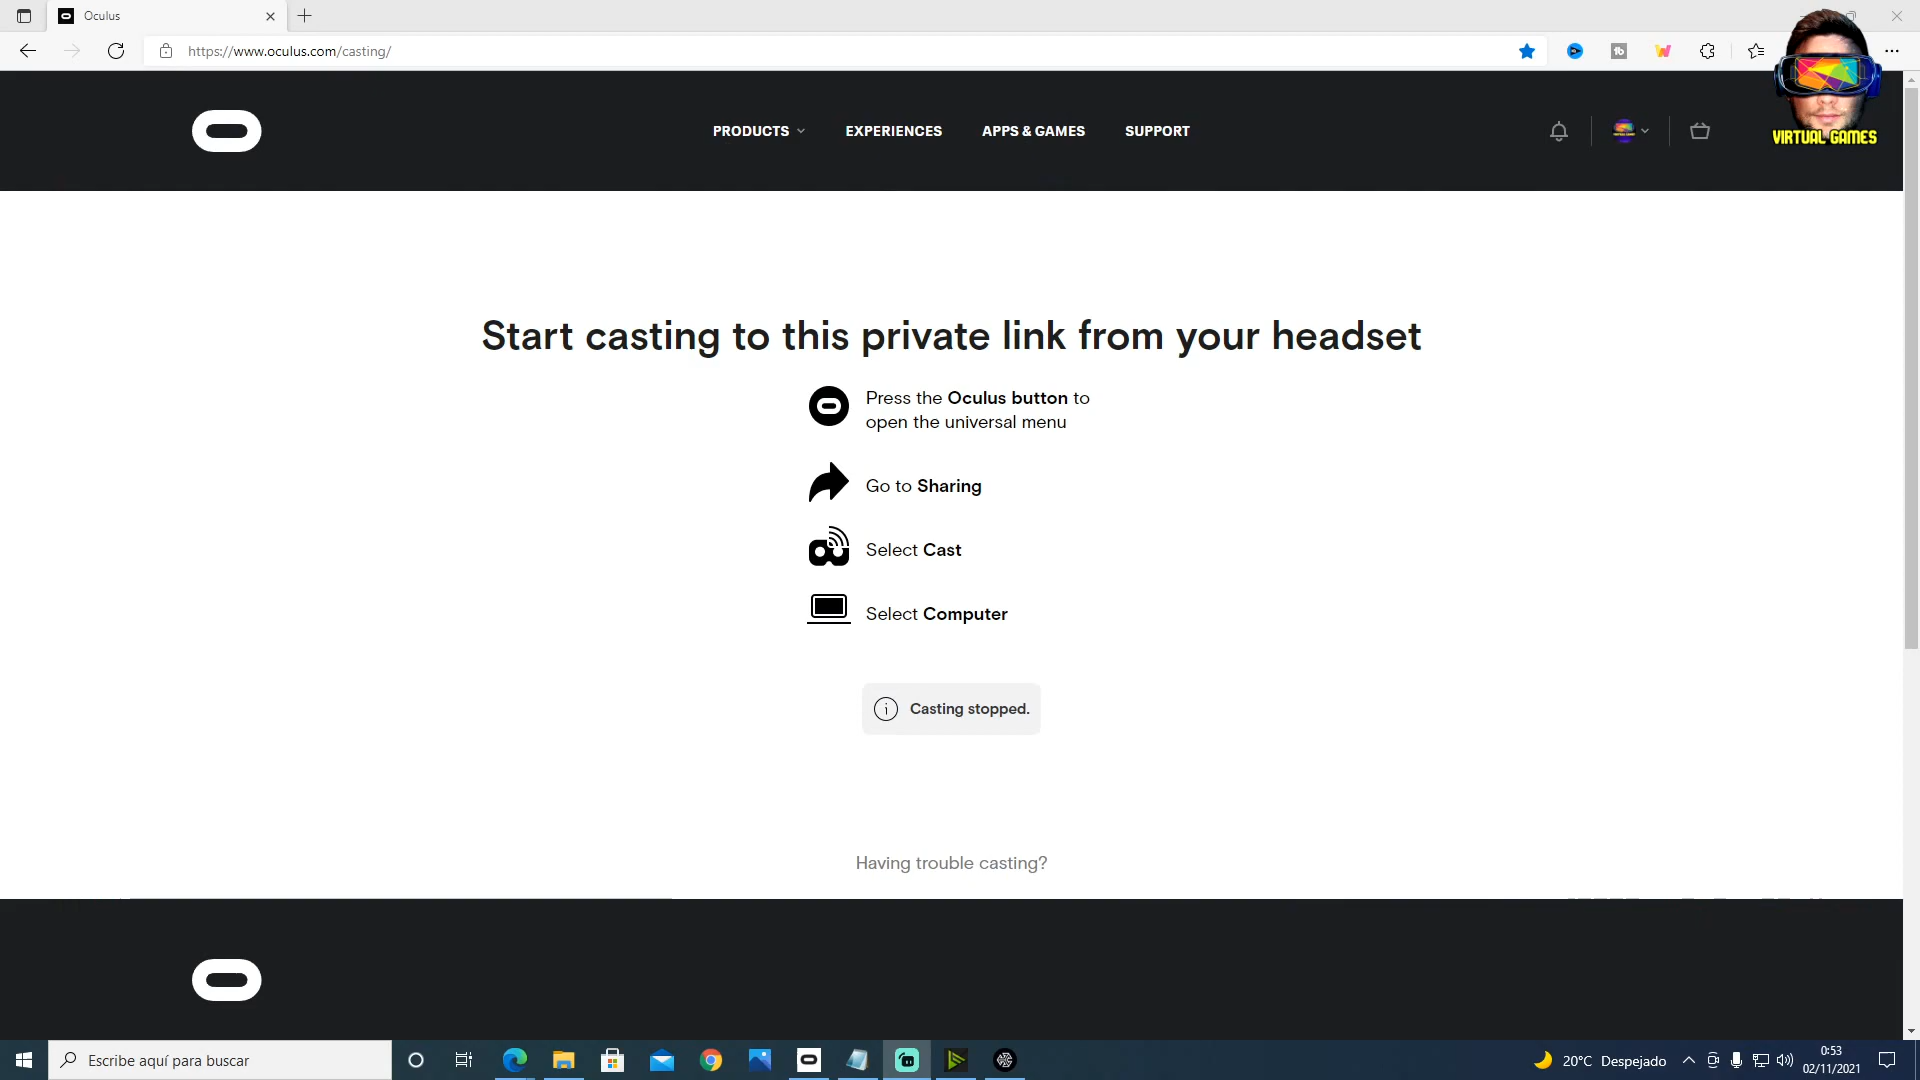 Oculus
https://www.oculus.com/casting/
PRODUCTS
EXPERIENCES
APPS & GAMES
SUPPORT
VIRTUAL GAMES
Start casting to this private link from your headset
Press the Oculus button to
open the universal menu
Go to Sharing
Select Cast
Select Computer
Casting stopped.
Having trouble casting?
Escribe aquí para buscar
20°C Despejado
0:53
02/11/2021